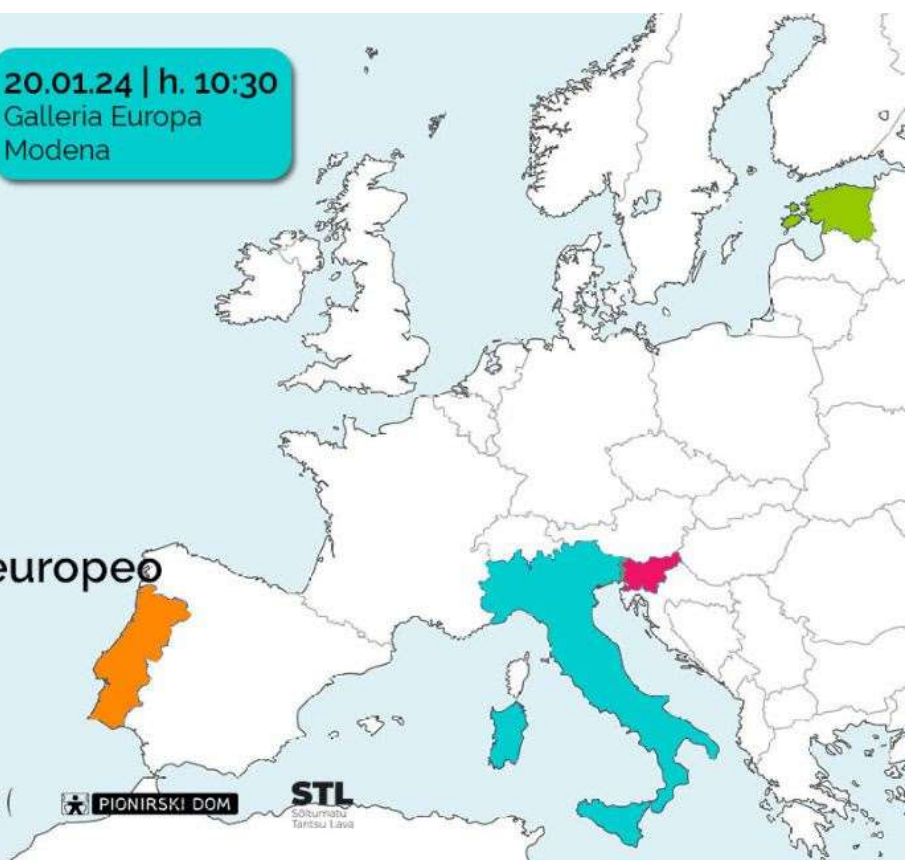 20.01.24 | h. 10:30
Galleria Europa
Modena
europeo
PIONIRSKI DOM
STL
Sõltumatu
Tantsu Lava